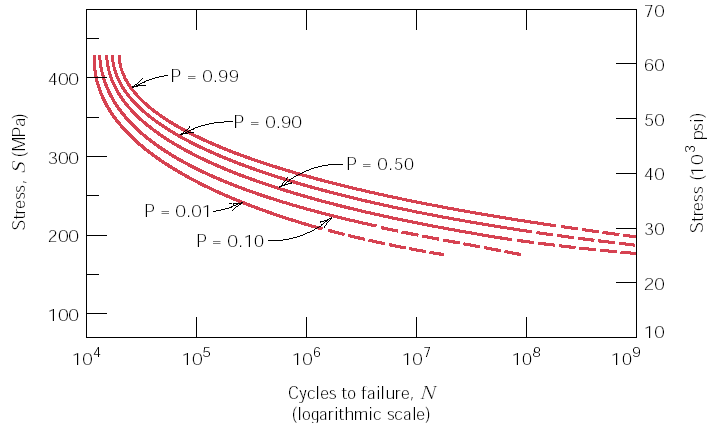 70
400
60
P = 0.99
50
P = 0.90
300
40
P = 0.50
P = 0.01
30
200
P = 0.10
20
100
10
Stress, S (MPa)
Stress (10³ psi)
10⁴ 10⁵ 10⁶ 10⁷ 10⁸ 10⁹
Cycles to failure, N
(logarithmic scale)